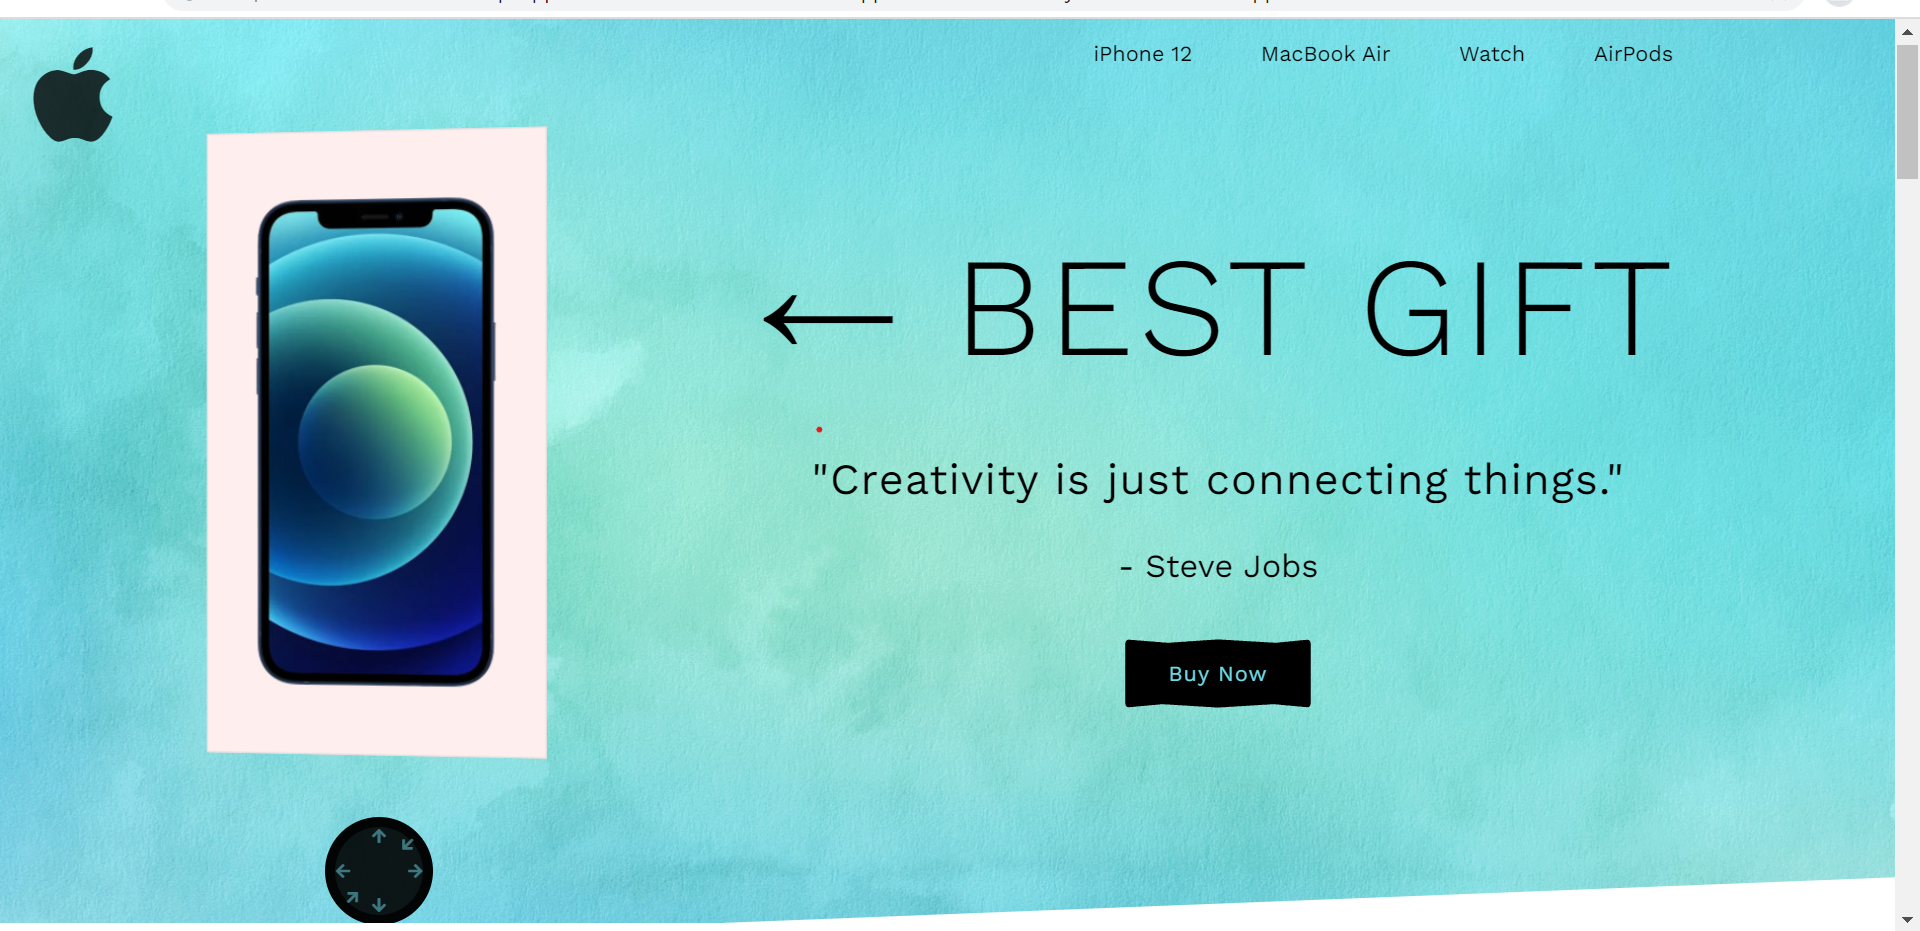 iPhone 12 MacBook Air Watch AirPods
← BEST GIFT
"Creativity is just connecting things."
- Steve Jobs
Buy Now